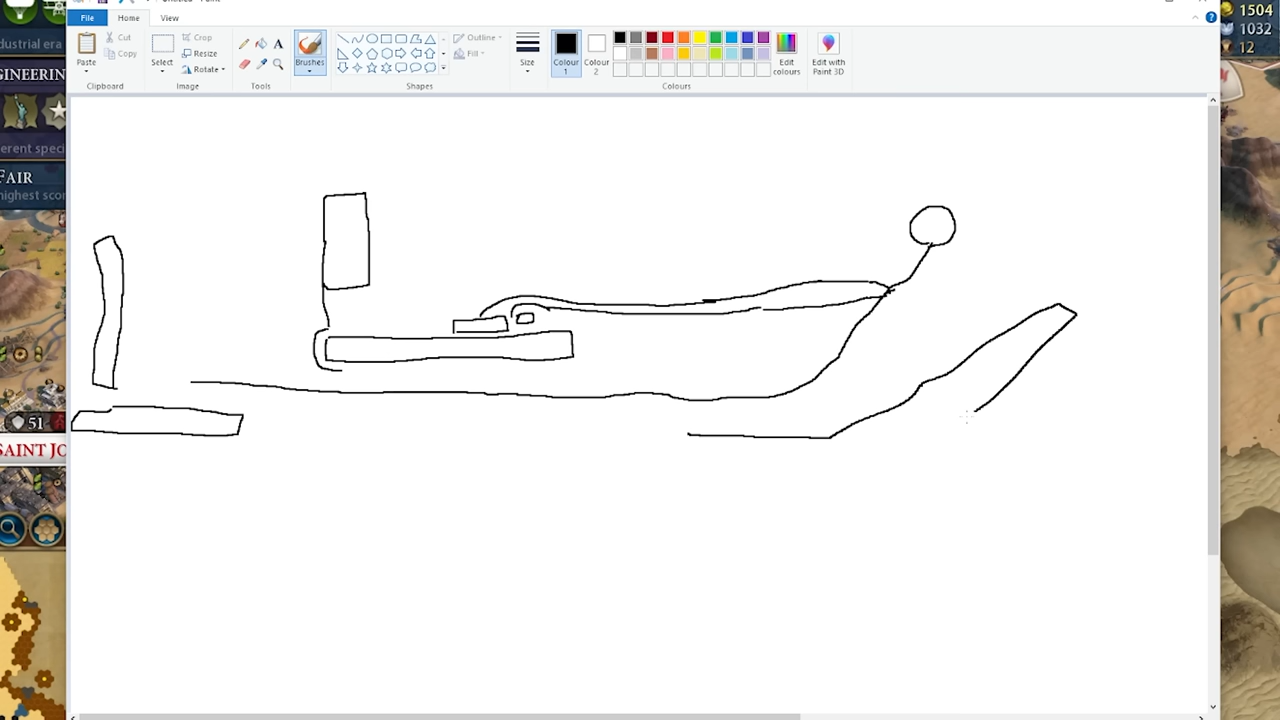 File
Home
View
Paste
Cut
Copy
Clipboard
Select
Crop
Resize
Rotate
Image
A
Tools
Brushes
Outline
Fill
Shapes
Size
Colour
1
Colour
2
Edit
colours
Edit with
Paint 3D
Colours
dustrial era
GINEERIN
erent speci
FAIR
highest scor
51
SAINT JO
1504
1032
12